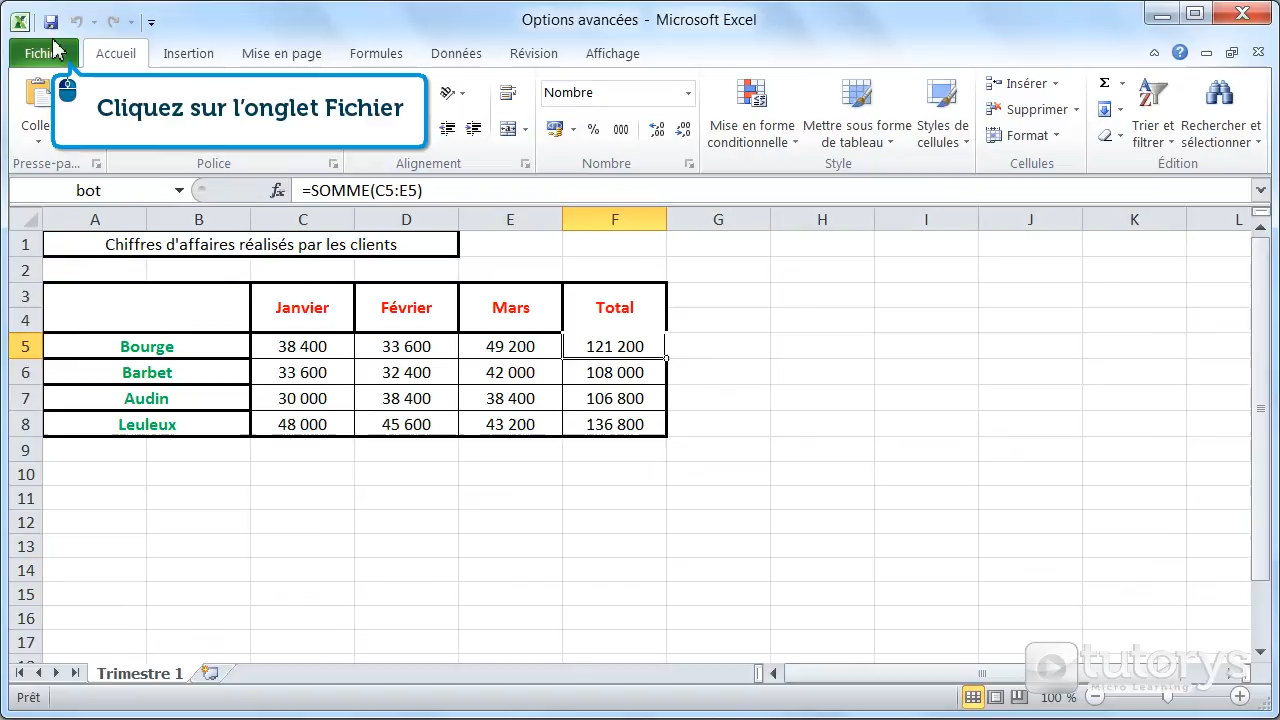 Options avancées - Microsoft Excel
Accueil Insertion Mise en page Formules Données Révision Affichage
Cliquez sur l'onglet Fichier
Nombre
% 000
Mise en forme conditionnelle
Mettre sous forme de tableau
Styles de cellules
Insérer
Supprimer
Format
Σ
Trier et filtrer
Rechercher et sélectionner
Presse-pa... Police Alignement Nombre Style Cellules Édition
bot fx =SOMME(C5:E5)
A B C D E F G H I J K L
1 Chiffres d'affaires réalisés par les clients
2
3
4 Janvier Février Mars Total
5 Bourge 38 400 33 600 49 200 121 200
6 Barbet 33 600 32 400 42 000 108 000
7 Audin 30 000 38 400 38 400 106 800
8 Leuleux 48 000 45 600 43 200 136 800
9
10
11
12
13
14
15
16
17
Trimestre 1
Prêt 100 %
tutorys
Micro Learning